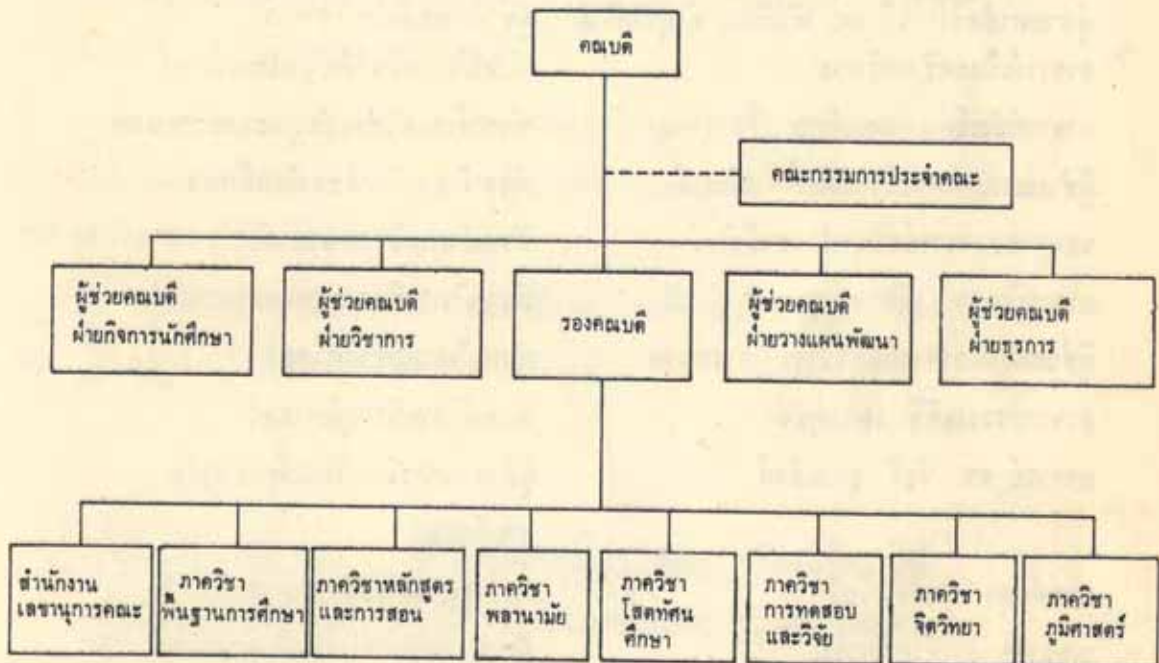 คณบดี
คณะกรรมการประจำคณะ
ผู้ช่วยคณบดี
ฝ่ายกิจการนักศึกษา
ผู้ช่วยคณบดี
ฝ่ายวิชาการ
รองคณบดี
ผู้ช่วยคณบดี
ฝ่ายวางแผนพัฒนา
ผู้ช่วยคณบดี
ฝ่ายธุรการ
สำนักงาน
เลขานุการคณะ
ภาควิชา
พื้นฐานการศึกษา
ภาควิชาหลักสูตร
และการสอน
ภาควิชา
พลานามัย
ภาควิชา
โสตทัศน
ศึกษา
ภาควิชา
การทดสอบ
และวิจัย
ภาควิชา
จิตวิทยา
ภาควิชา
ภูมิศาสตร์